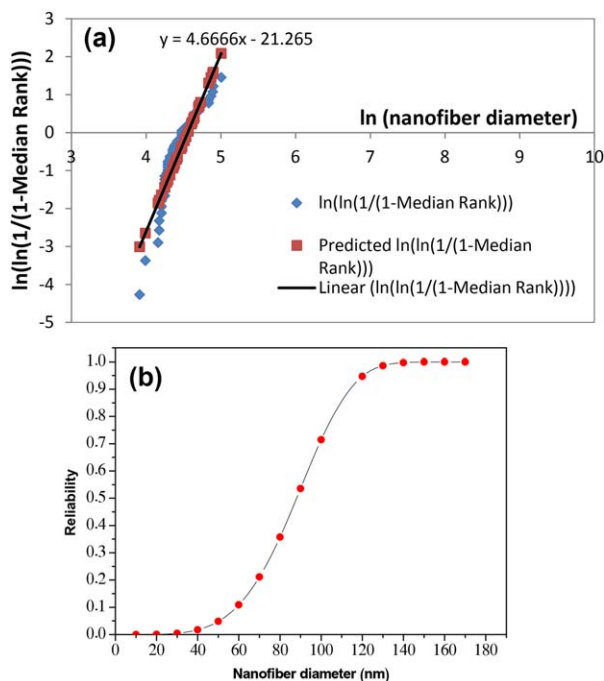 (a)
y = 4.6666x - 21.265
ln(ln(1/(1-Median Rank)))
3
2
1
0
-1
-2
-3
-4
-5
3 4 5 6 7 8 9 10
ln (nanofiber diameter)
ln(ln(1/(1-Median Rank)))
Predicted ln(ln(1/(1-Median
Rank)))
Linear (ln(ln(1/(1-Median Rank))))
(b)
Reliability
1.0
0.9
0.8
0.7
0.6
0.5
0.4
0.3
0.2
0.1
0.0
0 20 40 60 80 100 120 140 160 180
Nanofiber diameter (nm)